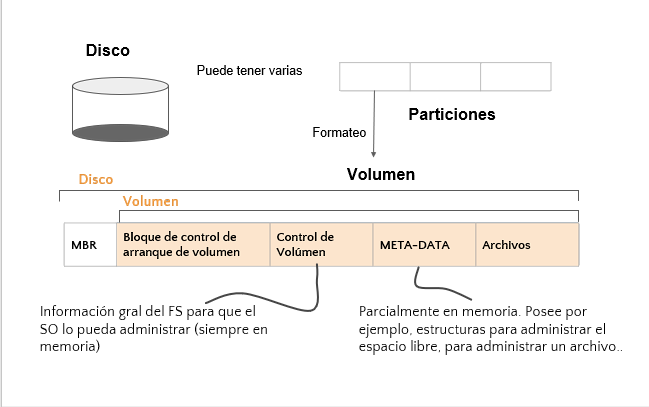 Disco
Puede tener varias
Particiones
Formateo
Volumen
Disco
Volumen
MBR
Bloque de control de
arranque de volumen
Control de
Volúmen
META-DATA
Archivos
Información gral del FS para que el
SO lo pueda administrar (siempre en
memoria)
Parcialmente en memoria. Posee por
ejemplo, estructuras para administrar el
espacio libre, para administrar un archivo..